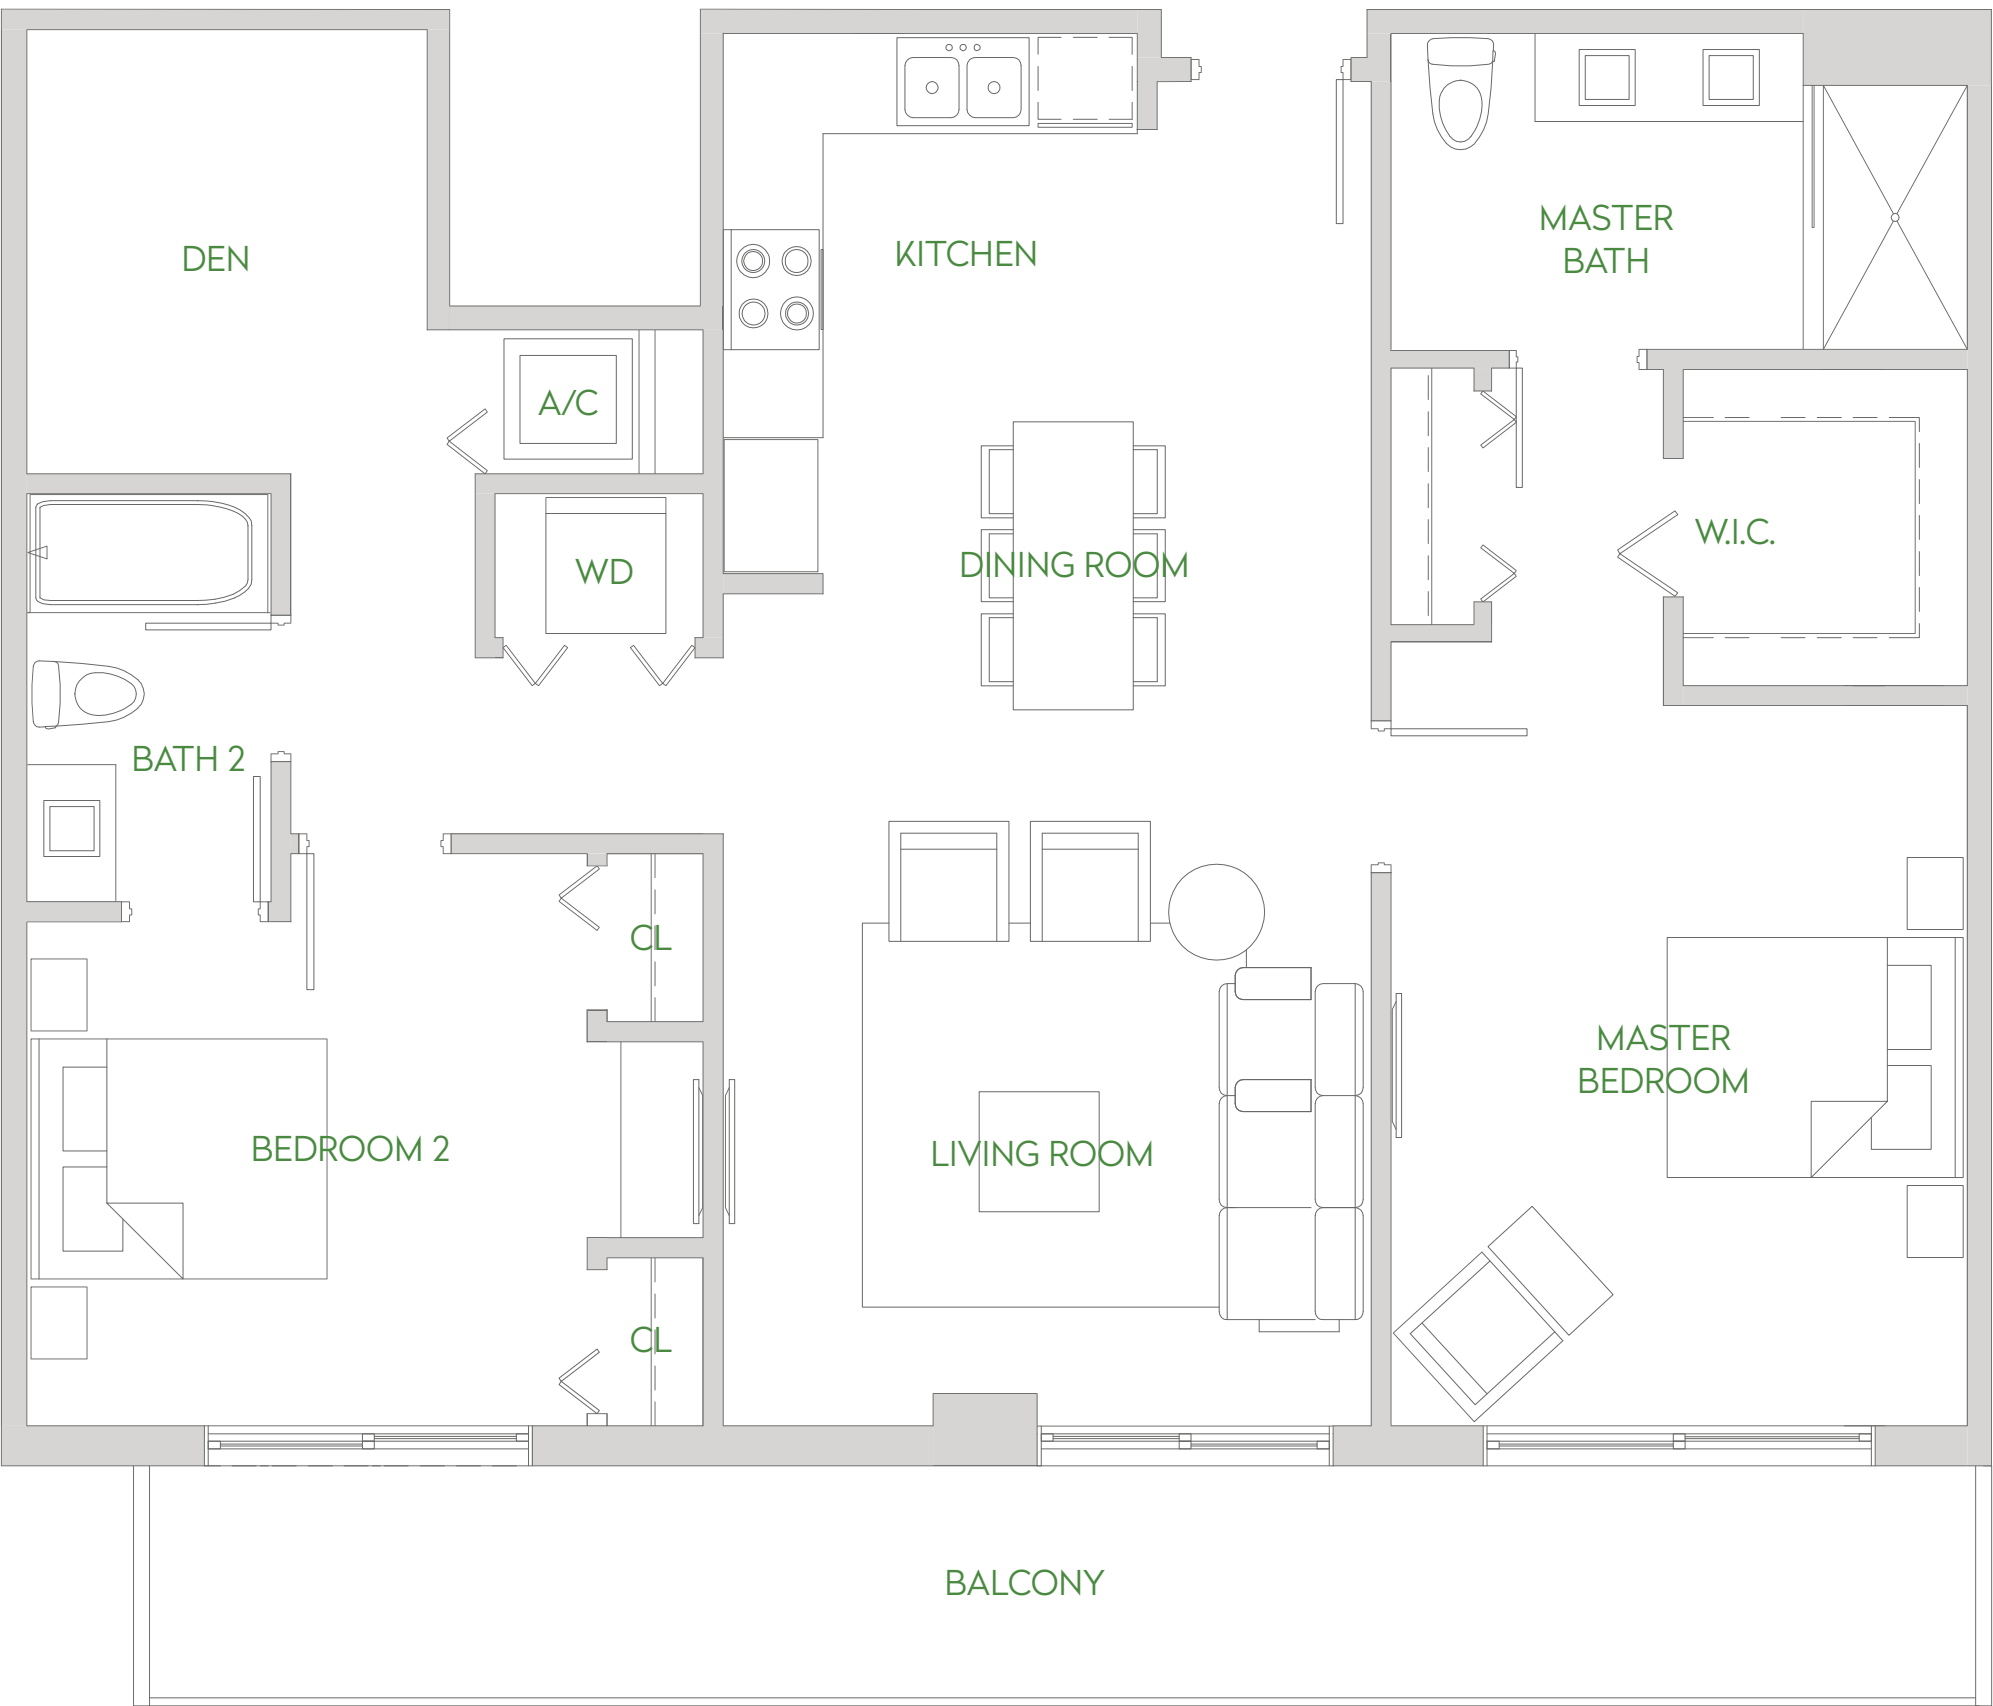 DEN
KITCHEN
MASTER
BATH
A/C
W.I.C.
DINING ROOM
WD
BATH 2
CL
MASTER
BEDROOM
BEDROOM 2
LIVING ROOM
CL
BALCONY